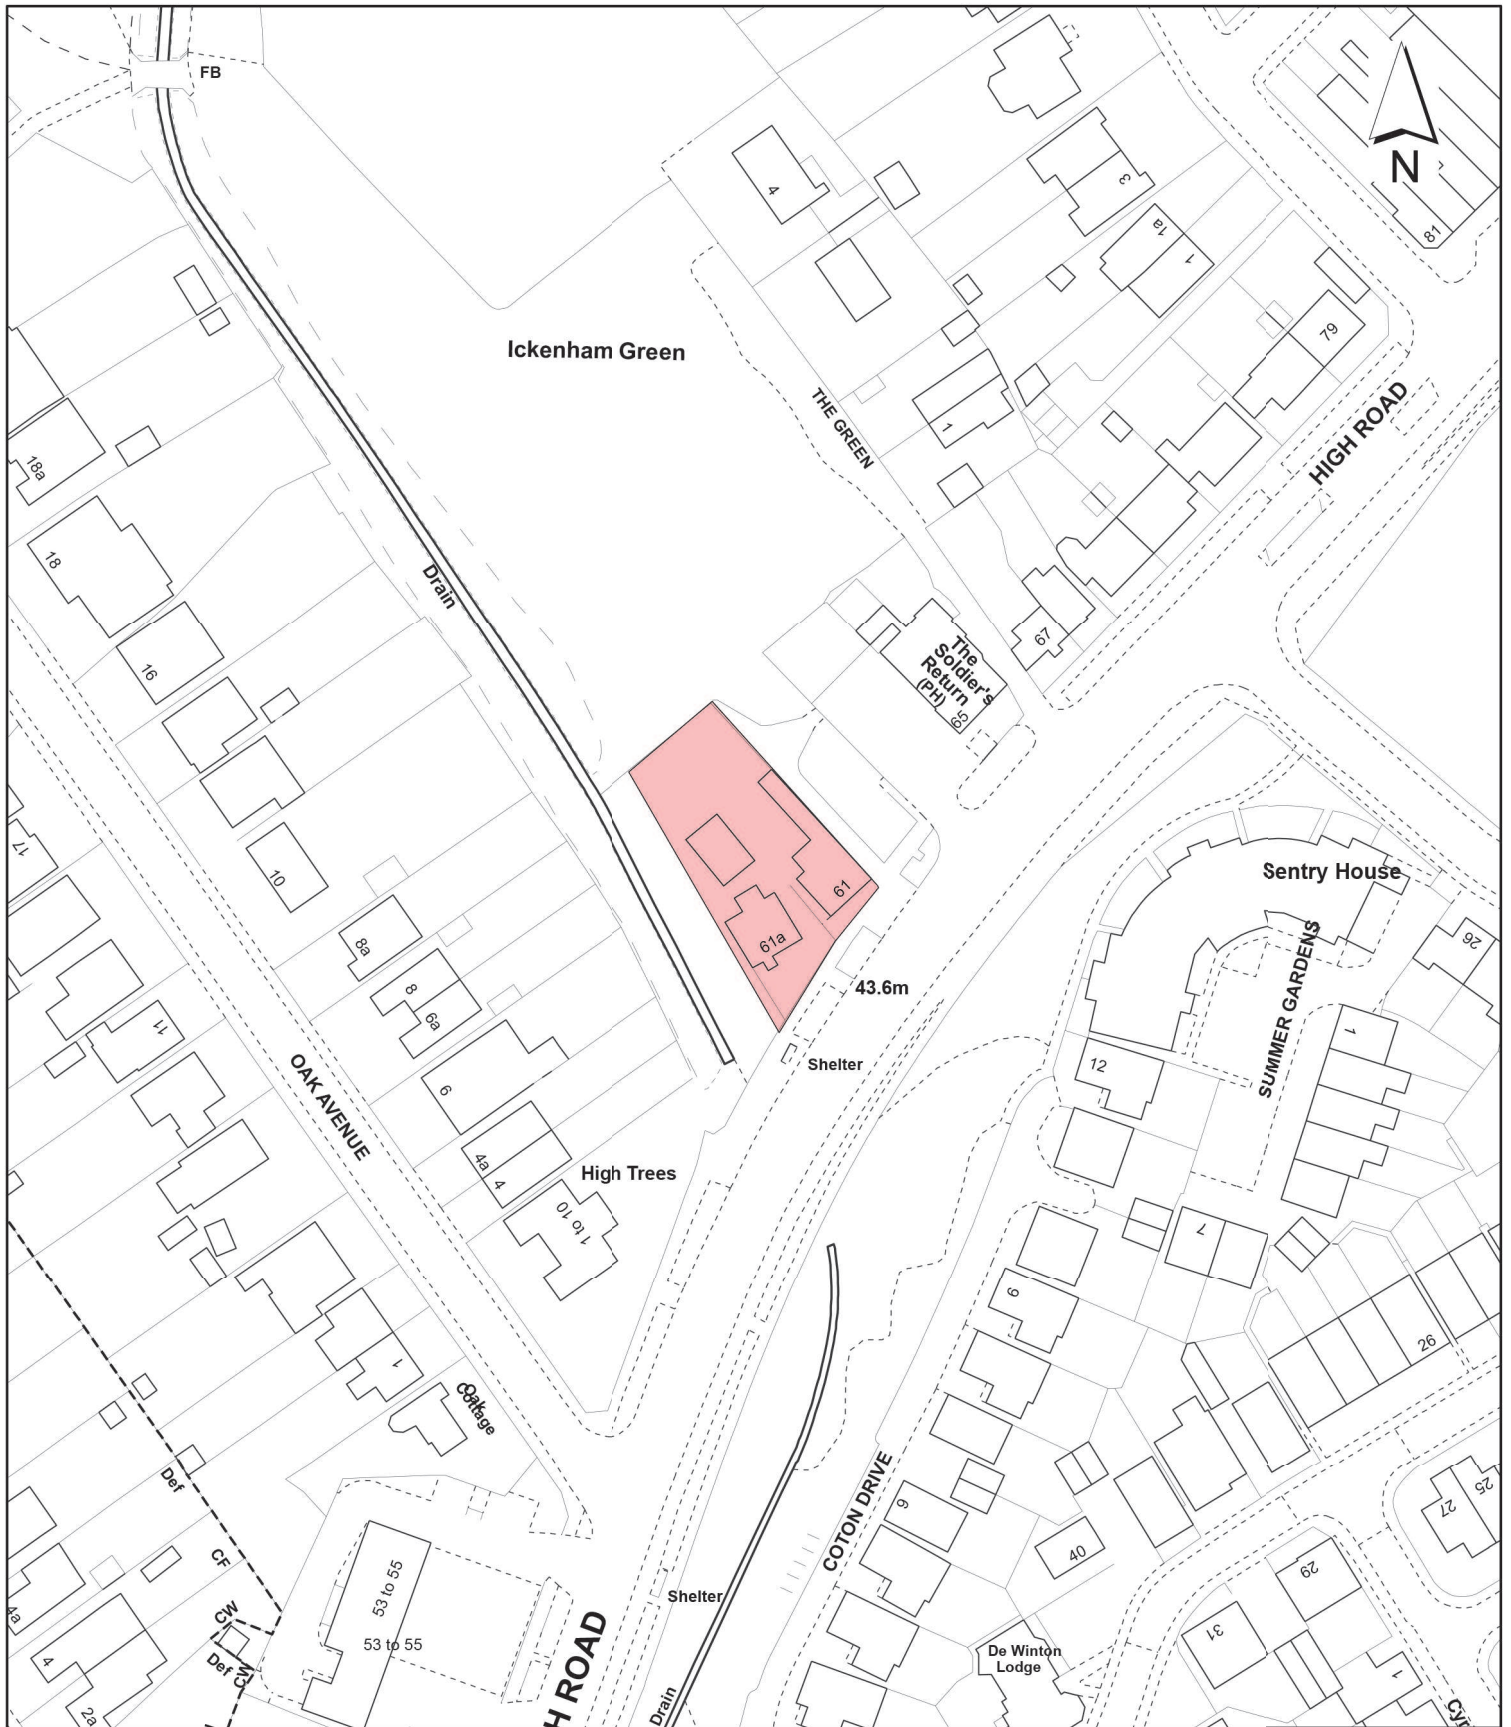 FB
N
81
4
3
1a
1
Ickenham Green
79
THE GREEN
1
HIGH ROAD
18a
18
Drain
16
67
The
Soldier's
Return
(PH)
65
17
10
61
61a
Sentry House
26
8a
8
6a
43.6m
SUMMER GARDENS
1
11
OAK AVENUE
Shelter
12
6
4a
4
High Trees
1 to 10
7
9
26
1
Oak
Cottage
Def
CF
CW
Def
CW
53 to 55
53 to 55
COTON DRIVE
9
40
27
25
29
31
Shelter
De Winton
Lodge
4a
4
2a
H ROAD
Drain
1
Cyr